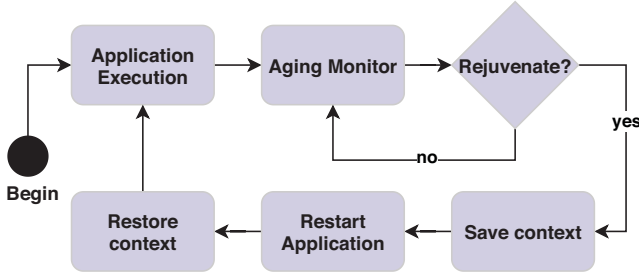 Application
Execution
Aging Monitor
Rejuvenate?
yes
no
Begin
Restore
context
Restart
Application
Save context